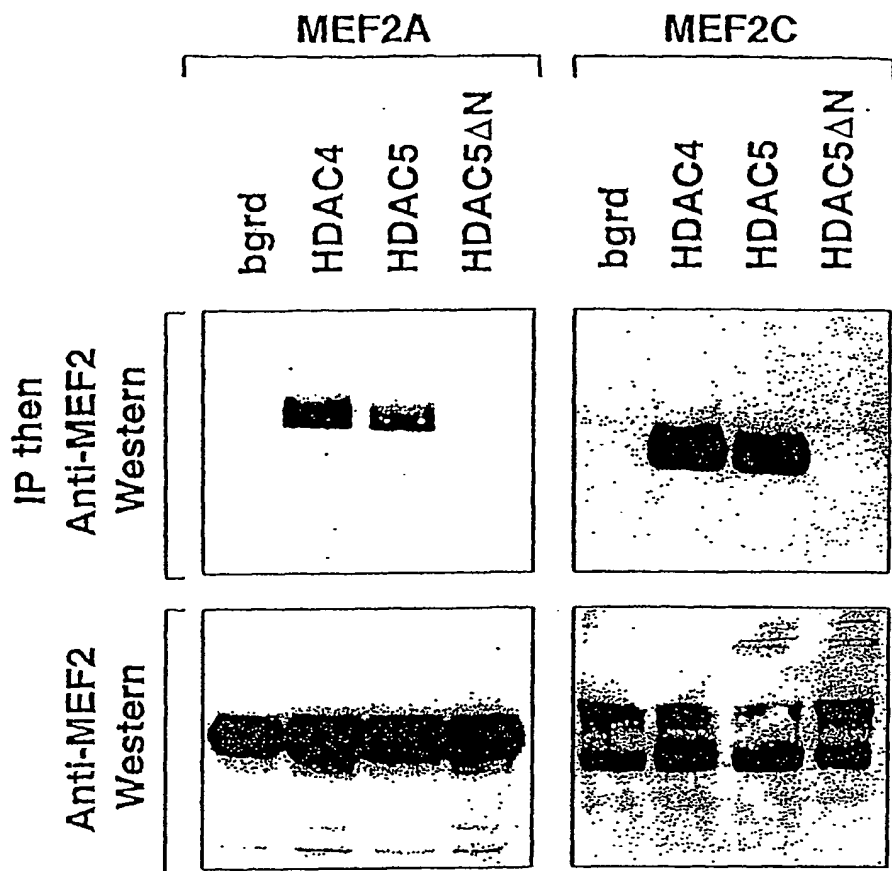 MEF2A
MEF2C
bgrd
HDAC4
HDAC5
HDAC5ΔN
bgrd
HDAC4
HDAC5
HDAC5ΔN
IP then
Anti-MEF2
Western
Anti-MEF2
Western